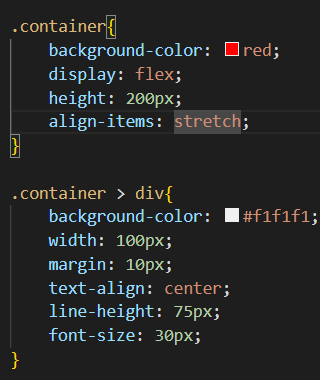 .container{
    background-color: red;
    display: flex;
    height: 200px;
    align-items: stretch;
}
.container > div{
    background-color: #f1f1f1;
    width: 100px;
    margin: 10px;
    text-align: center;
    line-height: 75px;
    font-size: 30px;
}